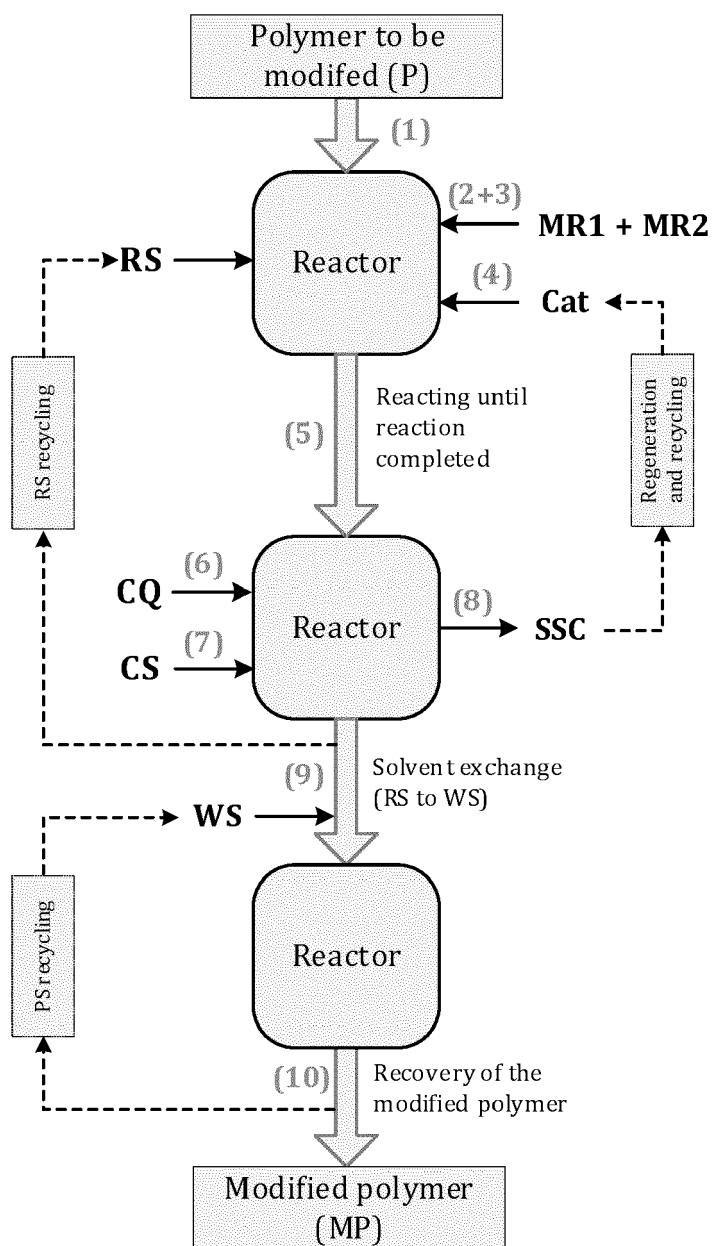 Polymer to be
modifed (P)
(1)
Reactor
(2+3)
MR1 + MR2
RS
(4)
Cat
RS recycling
(5)
Reacting until
reaction
completed
Regeneration
and recycling
(6)
CQ
(7)
CS
Reactor
(8)
SSC
(9)
Solvent exchange
(RS to WS)
WS
PS recycling
Reactor
(10)
Recovery of the
modified polymer
Modified polymer
(MP)